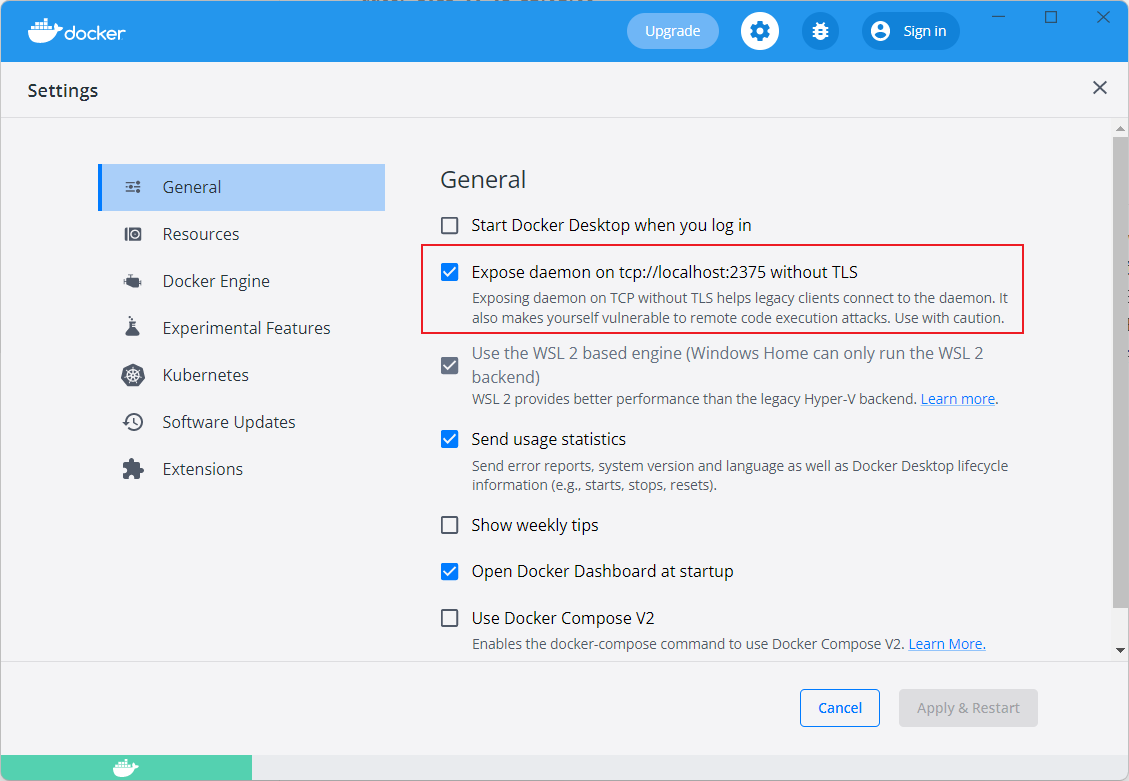 docker
Upgrade
Sign in
Settings
General
Resources
Docker Engine
Experimental Features
Kubernetes
Software Updates
Extensions
General
Start Docker Desktop when you log in
Expose daemon on tcp://localhost:2375 without TLS
Exposing daemon on TCP without TLS helps legacy clients connect to the daemon. It
also makes yourself vulnerable to remote code execution attacks. Use with caution.
Use the WSL 2 based engine (Windows Home can only run the WSL 2
backend)
WSL 2 provides better performance than the legacy Hyper-V backend. Learn more.
Send usage statistics
Send error reports, system version and language as well as Docker Desktop lifecycle
information (e.g., starts, stops, resets).
Show weekly tips
Open Docker Dashboard at startup
Use Docker Compose V2
Enables the docker-compose command to use Docker Compose V2. Learn More.
Cancel
Apply & Restart